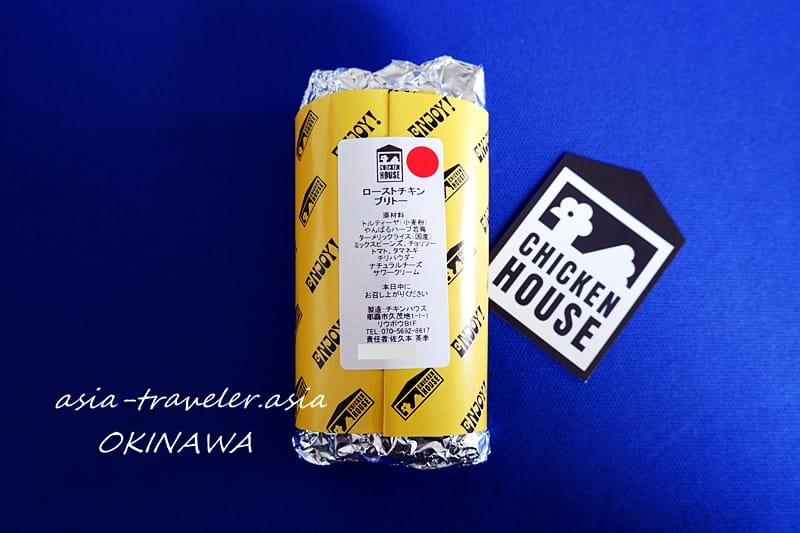 ENJOY!
CHICKEN
HOUSE
ローストチキン
ブリトー
原材料
トルティーヤ(小麦粉)
やんばるハーブ若鶏
ターメリックライス(国産)
ミックスビーンズ、チョリソー
トマト、タマネギ
チリパウダー
ナチュラルチーズ
サワークリーム
本日中に
お召し上がりください
製造:チキンハウス
那覇市久茂地1-1-1
リウボウB1F
TEL:070-5692-8617
責任者:佐久本 英季
ENJOY!
ENJOY!
ENJOY!
ENJOY!
CHICKEN
HOUSE
CHICKEN
HOUSE
CHICKEN
HOUSE
asia-traveler.asia
OKINAWA